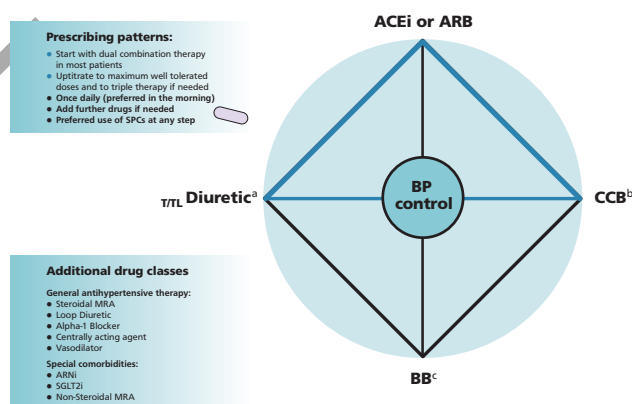 Prescribing patterns:
● Start with dual combination therapy
in most patients
● Uptitrate to maximum well tolerated
doses and to triple therapy if needed
● Once daily (preferred in the morning)
● Add further drugs if needed
● Preferred use of SPCs at any step
ACEi or ARB
T/TL Diureticᵃ
BP
control
CCBᵇ
BBᶜ
Additional drug classes
General antihypertensive therapy:
● Steroidal MRA
● Loop Diuretic
● Alpha-1 Blocker
● Centrally acting agent
● Vasodilator
Special comorbidities:
● ARNi
● SGLT2i
● Non-Steroidal MRA